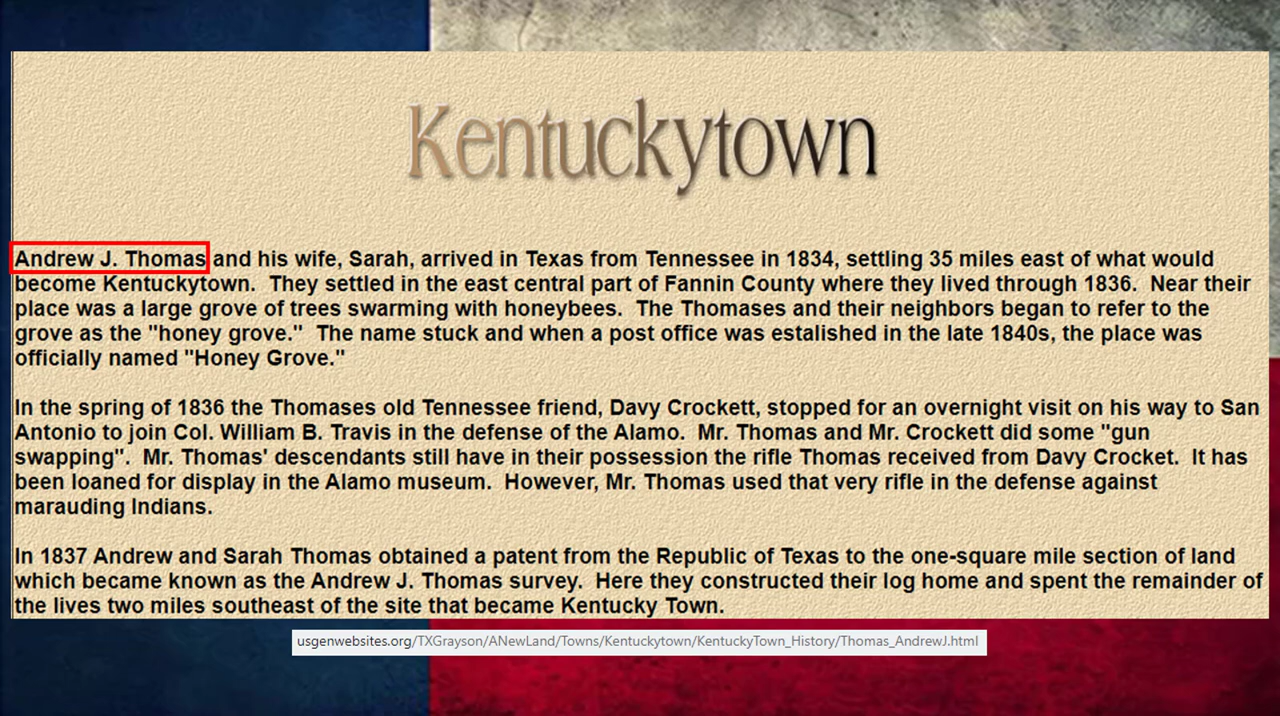 Kentuckytown
Andrew J. Thomas and his wife, Sarah, arrived in Texas from Tennessee in 1834, settling 35 miles east of what would
become Kentuckytown.  They settled in the east central part of Fannin County where they lived through 1836.  Near their
place was a large grove of trees swarming with honeybees.  The Thomases and their neighbors began to refer to the
grove as the "honey grove."  The name stuck and when a post office was estalished in the late 1840s, the place was
officially named "Honey Grove."
In the spring of 1836 the Thomases old Tennessee friend, Davy Crockett, stopped for an overnight visit on his way to San
Antonio to join Col. William B. Travis in the defense of the Alamo.  Mr. Thomas and Mr. Crockett did some "gun
swapping".  Mr. Thomas' descendants still have in their possession the rifle Thomas received from Davy Crocket.  It has
been loaned for display in the Alamo museum.  However, Mr. Thomas used that very rifle in the defense against
marauding Indians.
In 1837 Andrew and Sarah Thomas obtained a patent from the Republic of Texas to the one-square mile section of land
which became known as the Andrew J. Thomas survey.  Here they constructed their log home and spent the remainder of
the lives two miles southeast of the site that became Kentucky Town.
usgenwebsites.org/TXGrayson/ANewLand/Towns/Kentuckytown/KentuckyTown_History/Thomas_AndrewJ.html